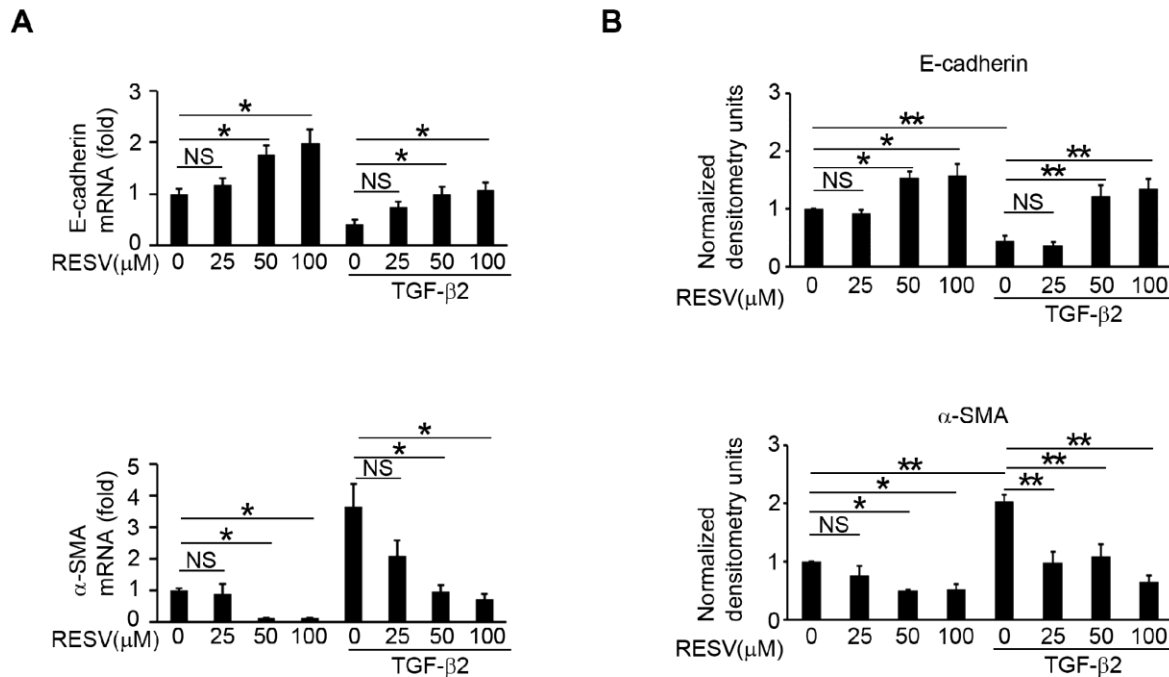 A
E-cadherin
mRNA (fold)
3
2
1
0
*
*
NS
*
*
NS
RESV(μM) 0 25 50 100 0 25 50 100
TGF-β2
α-SMA
mRNA (fold)
5
4
3
2
1
0
*
*
NS
*
*
NS
RESV(μM) 0 25 50 100 0 25 50 100
TGF-β2
B
E-cadherin
Normalized
densitometry units
3
2
1
0
**
*
*
NS
**
**
NS
RESV(μM) 0 25 50 100 0 25 50 100
TGF-β2
α-SMA
Normalized
densitometry units
3
2
1
0
**
*
*
NS
**
**
**
RESV(μM) 0 25 50 100 0 25 50 100
TGF-β2